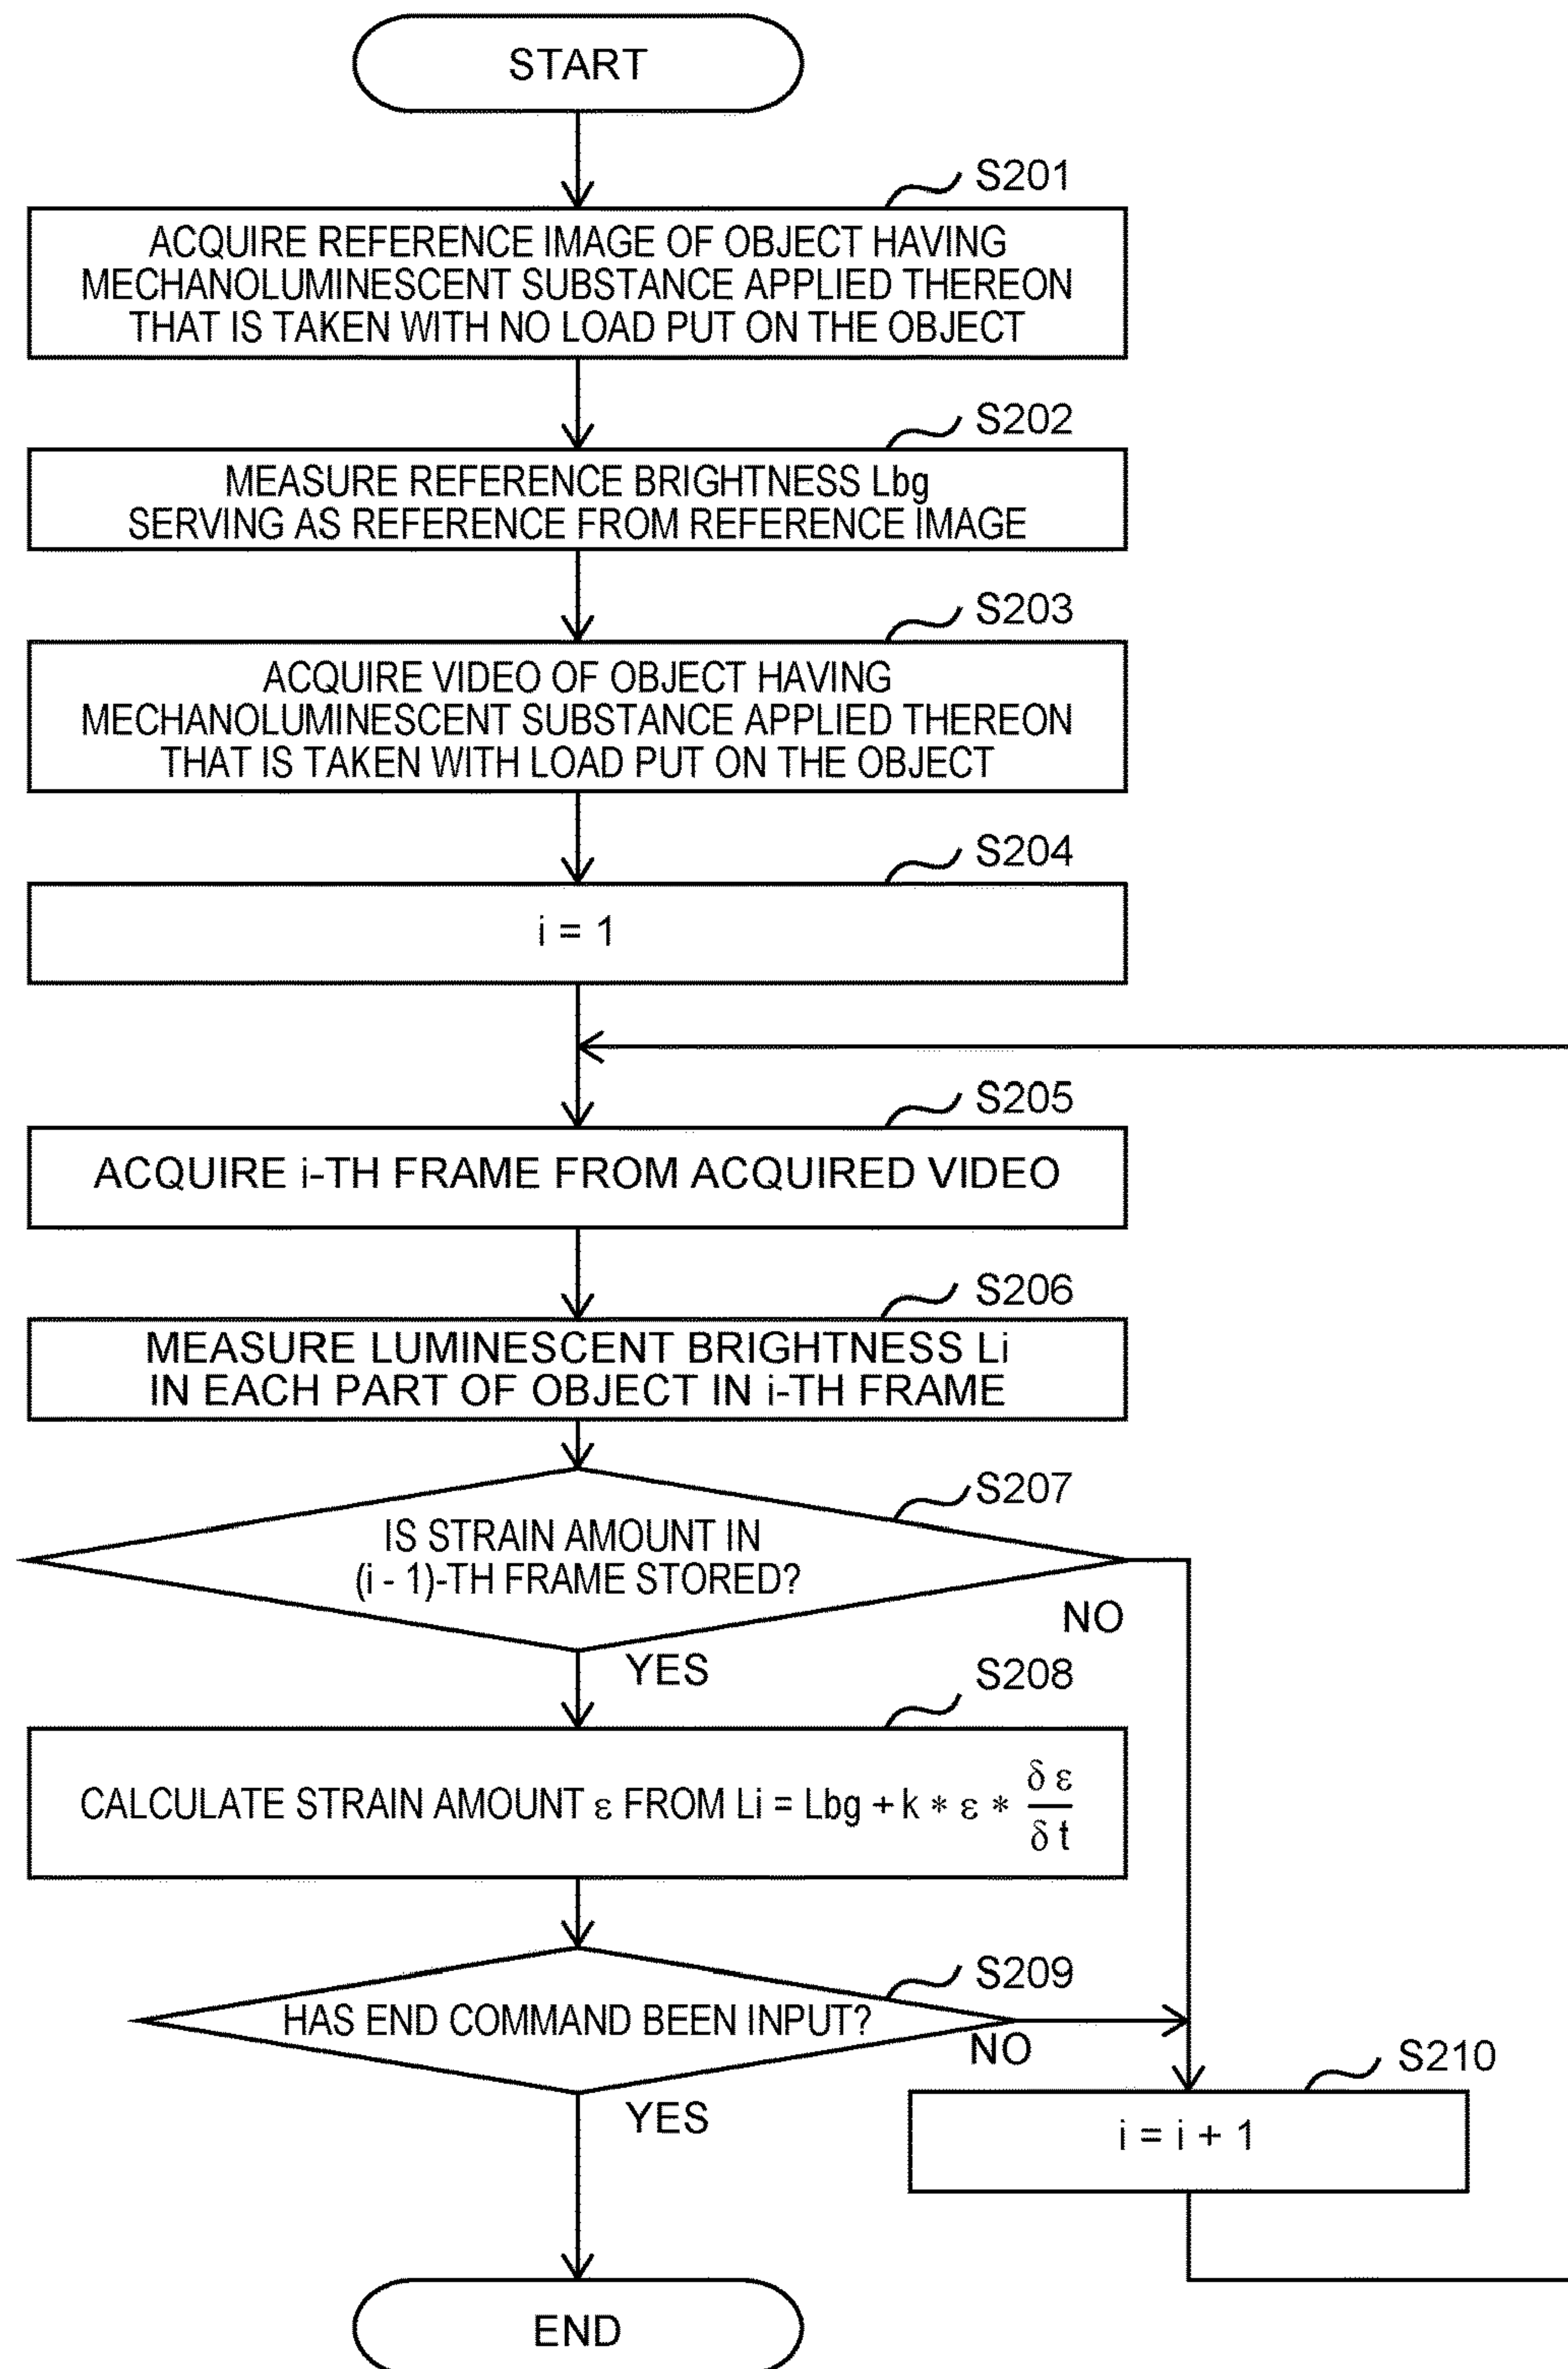 START
S201
ACQUIRE REFERENCE IMAGE OF OBJECT HAVING
MECHANOLUMINESCENT SUBSTANCE APPLIED THEREON
THAT IS TAKEN WITH NO LOAD PUT ON THE OBJECT
S202
MEASURE REFERENCE BRIGHTNESS Lbg
SERVING AS REFERENCE FROM REFERENCE IMAGE
S203
ACQUIRE VIDEO OF OBJECT HAVING
MECHANOLUMINESCENT SUBSTANCE APPLIED THEREON
THAT IS TAKEN WITH LOAD PUT ON THE OBJECT
S204
i = 1
S205
ACQUIRE i-TH FRAME FROM ACQUIRED VIDEO
S206
MEASURE LUMINESCENT BRIGHTNESS Li
IN EACH PART OF OBJECT IN i-TH FRAME
S207
IS STRAIN AMOUNT IN
(i - 1)-TH FRAME STORED?
NO
YES
S208
CALCULATE STRAIN AMOUNT ε FROM Li = Lbg + k * ε * δ ε / δ t
S209
HAS END COMMAND BEEN INPUT?
NO
YES
S210
i = i + 1
END